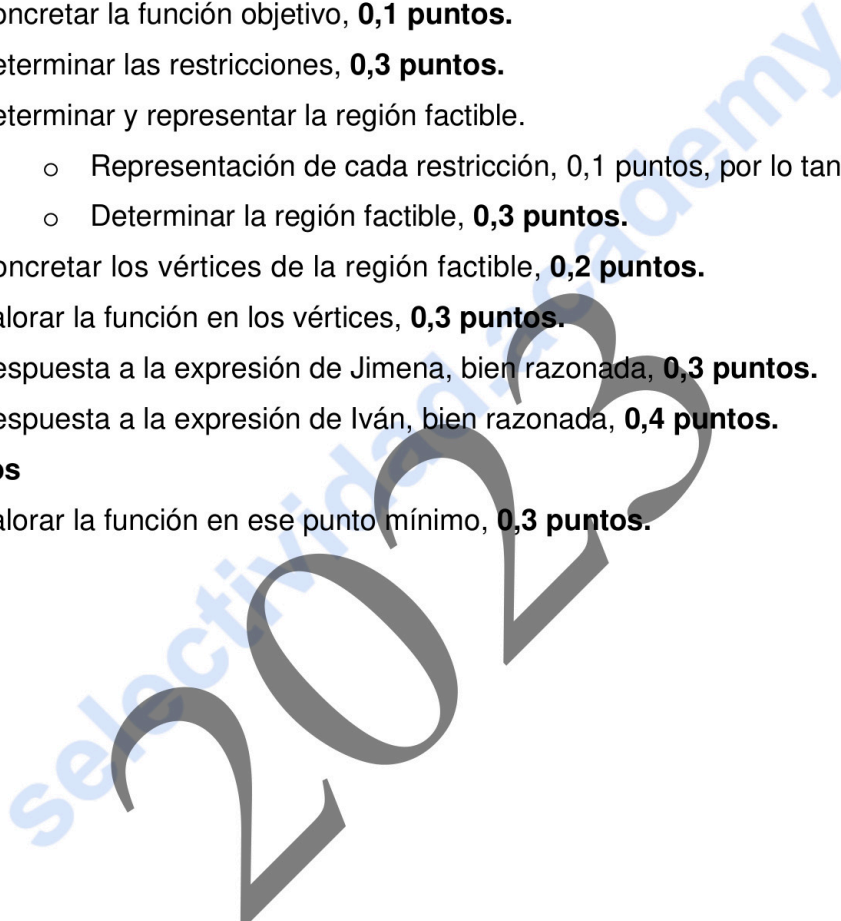 oncretar la función objetivo, 0,1 puntos.
eterminar las restricciones, 0,3 puntos.
eterminar y representar la región factible.
o Representación de cada restricción, 0,1 puntos, por lo tan
o Determinar la región factible, 0,3 puntos.
oncretar los vértices de la región factible, 0,2 puntos.
alorar la función en los vértices, 0,3 puntos.
espuesta a la expresión de Jimena, bien razonada, 0,3 puntos.
espuesta a la expresión de Iván, bien razonada, 0,4 puntos.
os
alorar la función en ese punto mínimo, 0,3 puntos.
selectividad.academy
2023